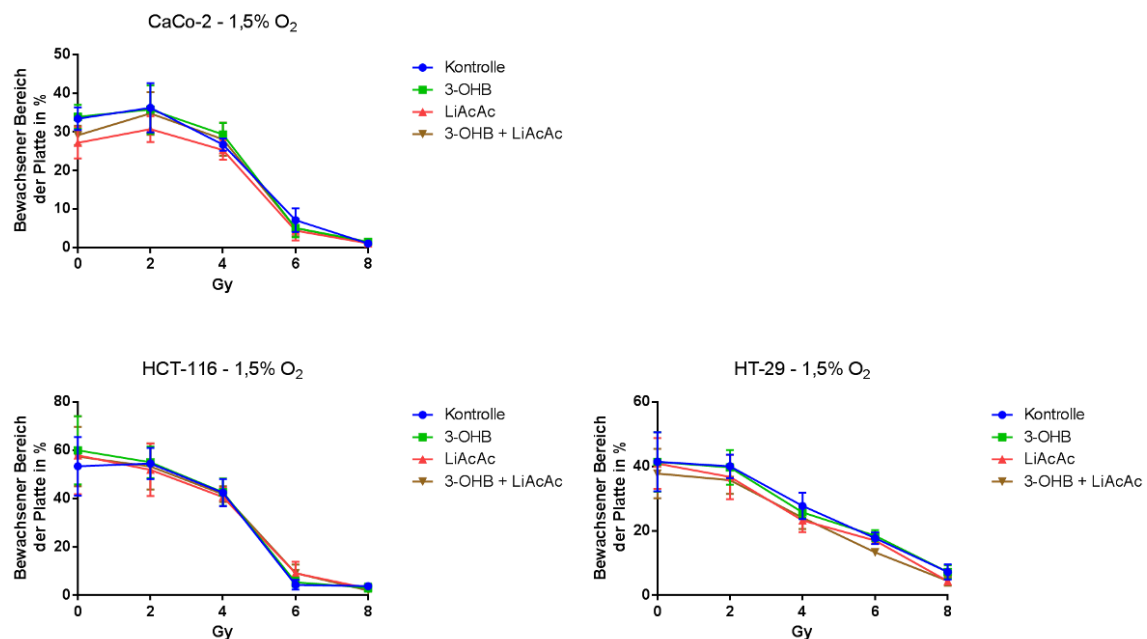 CaCo-2 - 1,5% O2
Bewachsener Bereich
der Platte in %
50
40
30
20
10
0
0 2 4 6 8
Gy
Kontrolle
3-OHB
LiAcAc
3-OHB + LiAcAc
HCT-116 - 1,5% O2
Bewachsener Bereich
der Platte in %
80
60
40
20
0
0 2 4 6 8
Gy
Kontrolle
3-OHB
LiAcAc
3-OHB + LiAcAc
HT-29 - 1,5% O2
Bewachsener Bereich
der Platte in %
60
40
20
0
0 2 4 6 8
Gy
Kontrolle
3-OHB
LiAcAc
3-OHB + LiAcAc